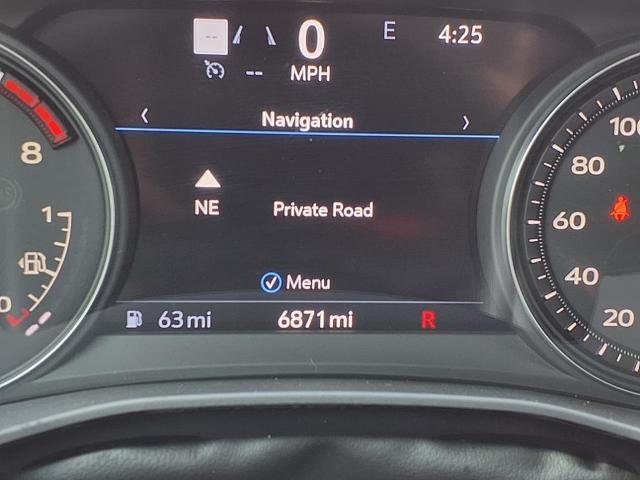 -- 0 E 4:25
-- MPH
< Navigation >
8 100
80
NE Private Road
1 60
Menu 40
0 63mi 6871mi R 20